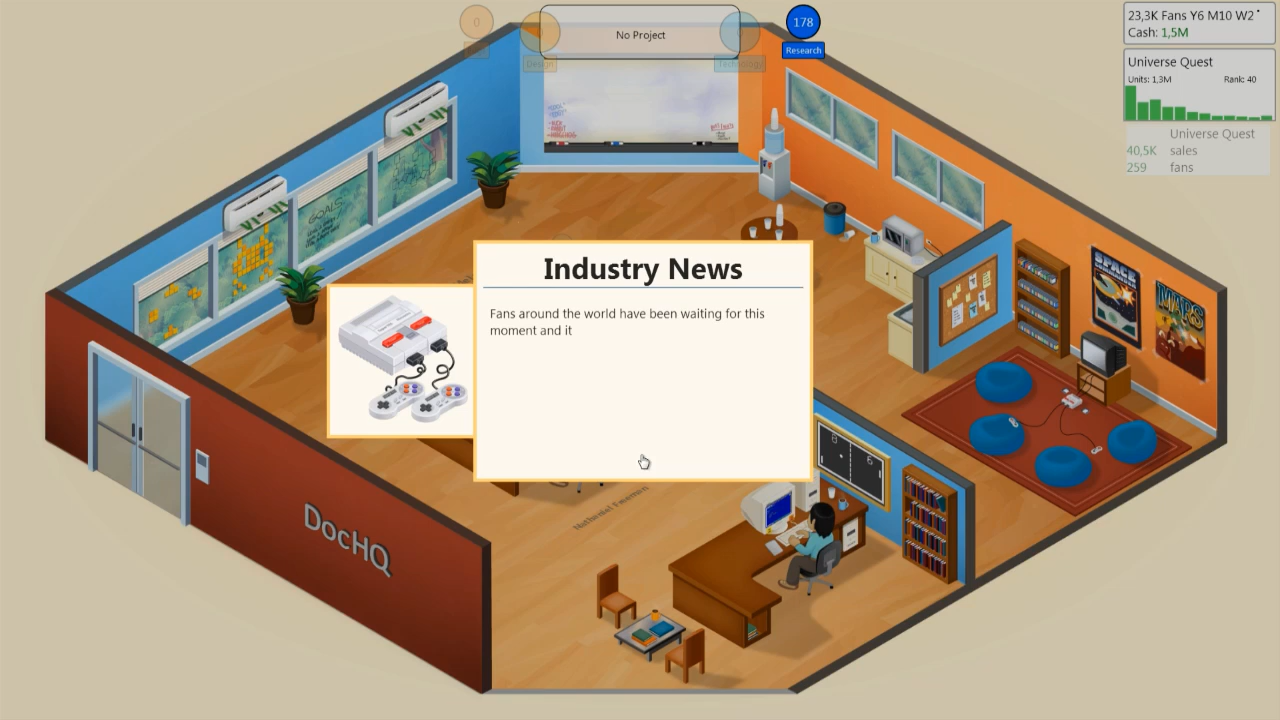 0
No Project
178
Design
Technology
Research
23,3K Fans Y6 M10 W2
Cash: 1,5M
Universe Quest
Units: 1,3M
Rank: 40
Universe Quest
40,5K sales
259 fans
GOALS
SPACE
MARS
Industry News
Fans around the world have been waiting for this
moment and it
6
DocHQ